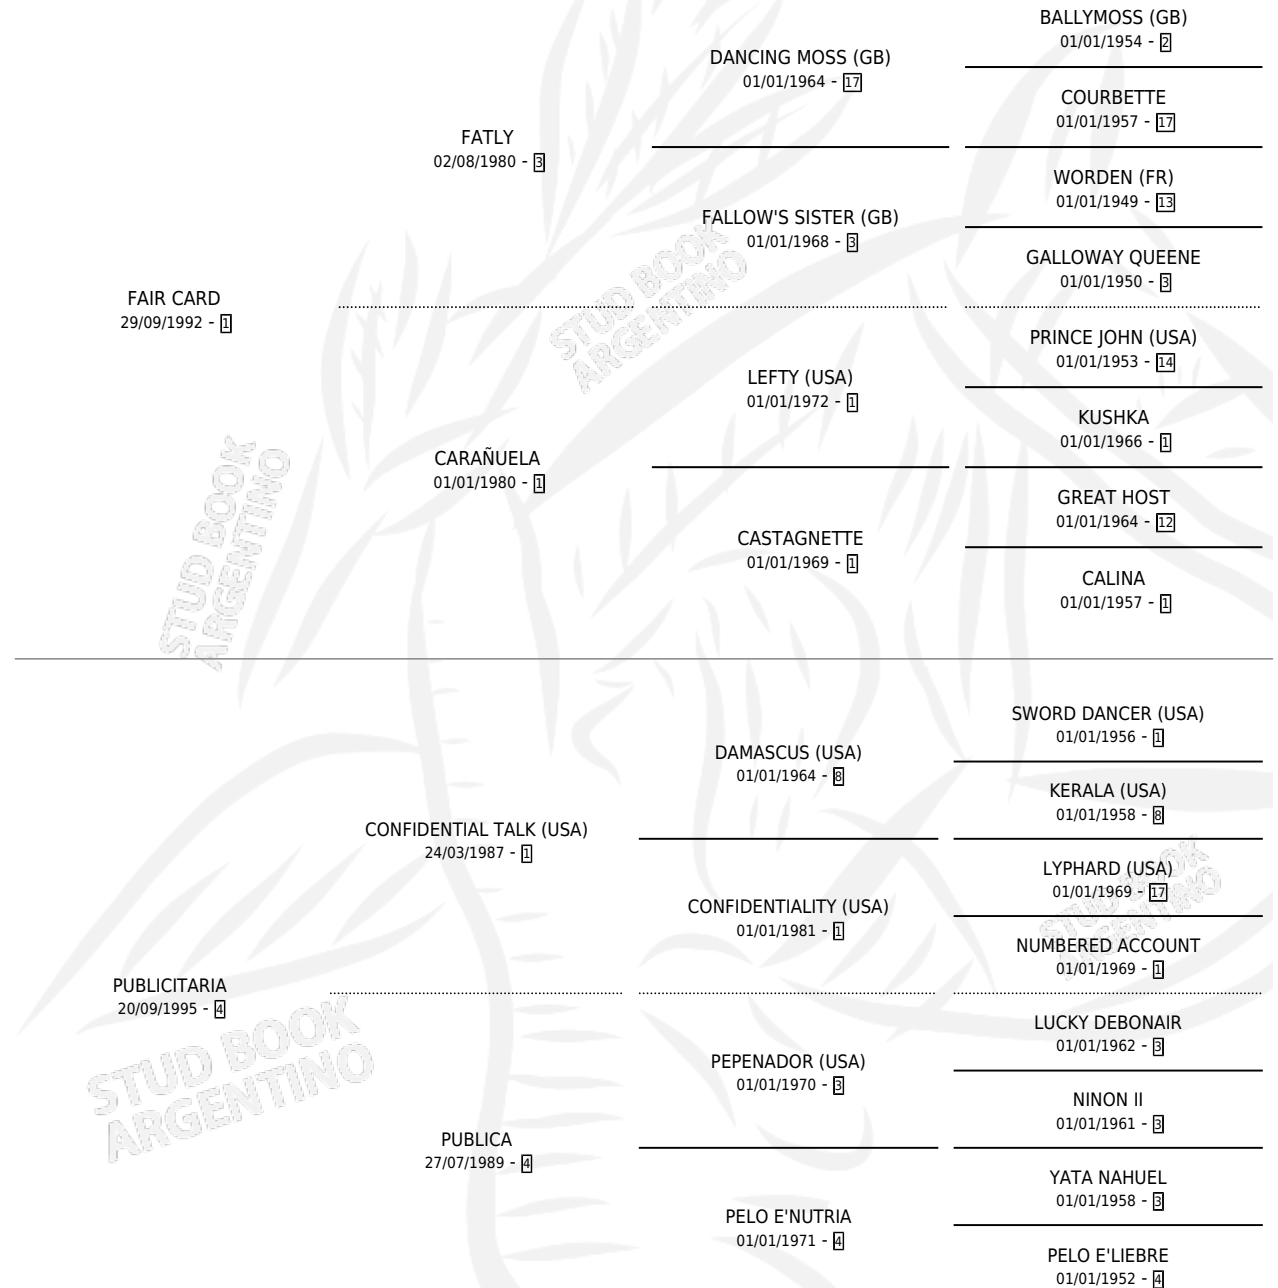 BALLYMOSS (GB)
01/01/1954 - 2
DANCING MOSS (GB)
01/01/1964 - 17
COURBETTE
01/01/1957 - 17
FATLY
02/08/1980 - 3
WORDEN (FR)
01/01/1949 - 13
FALLOW'S SISTER (GB)
01/01/1968 - 3
GALLOWAY QUEENE
01/01/1950 - 3
FAIR CARD
29/09/1992 - 1
PRINCE JOHN (USA)
01/01/1953 - 14
LEFTY (USA)
01/01/1972 - 1
KUSHKA
01/01/1966 - 1
CARAÑUELA
01/01/1980 - 1
GREAT HOST
01/01/1964 - 12
CASTAGNETTE
01/01/1969 - 1
CALINA
01/01/1957 - 1
SWORD DANCER (USA)
01/01/1956 - 1
DAMASCUS (USA)
01/01/1964 - 8
KERALA (USA)
01/01/1958 - 8
CONFIDENTIAL TALK (USA)
24/03/1987 - 1
LYPHARD (USA)
01/01/1969 - 17
CONFIDENTIALITY (USA)
01/01/1981 - 1
NUMBERED ACCOUNT
01/01/1969 - 1
PUBLICITARIA
20/09/1995 - 4
LUCKY DEBONAIR
01/01/1962 - 3
PEPENADOR (USA)
01/01/1970 - 3
NINON II
01/01/1961 - 3
PUBLICA
27/07/1989 - 4
YATA NAHUEL
01/01/1958 - 3
PELO E'NUTRIA
01/01/1971 - 4
PELO E'LIEBRE
01/01/1952 - 4
STUD BOOK
ARGENTINO
STUD BOOK
ARGENTINO
STUD BOOK
ARGENTINO
STUD BOOK
ARGENTINO